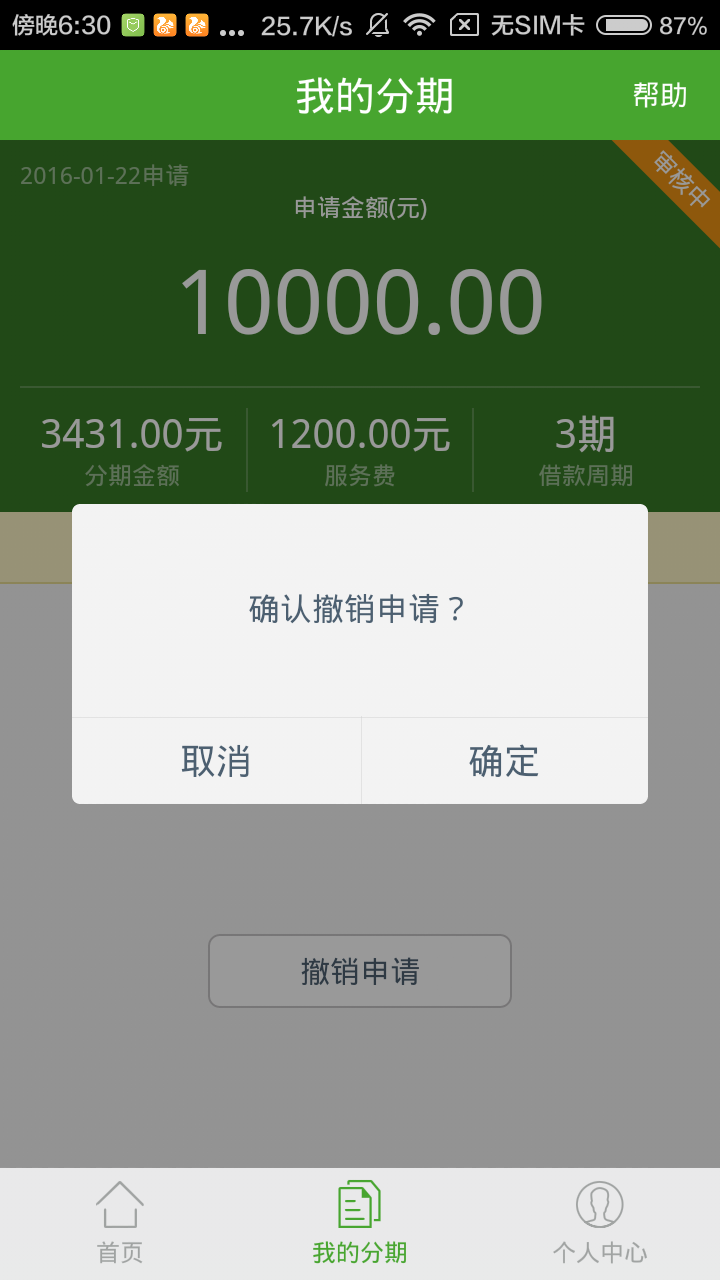 傍晚6:30 ... 25.7K/s 无SIM卡 87%
我的分期 帮助
2016-01-22申请
审核中
申请金额(元)
10000.00
3431.00元 1200.00元 3期
分期金额 服务费 借款周期
确认撤销申请？
取消 确定
撤销申请
首页 我的分期 个人中心